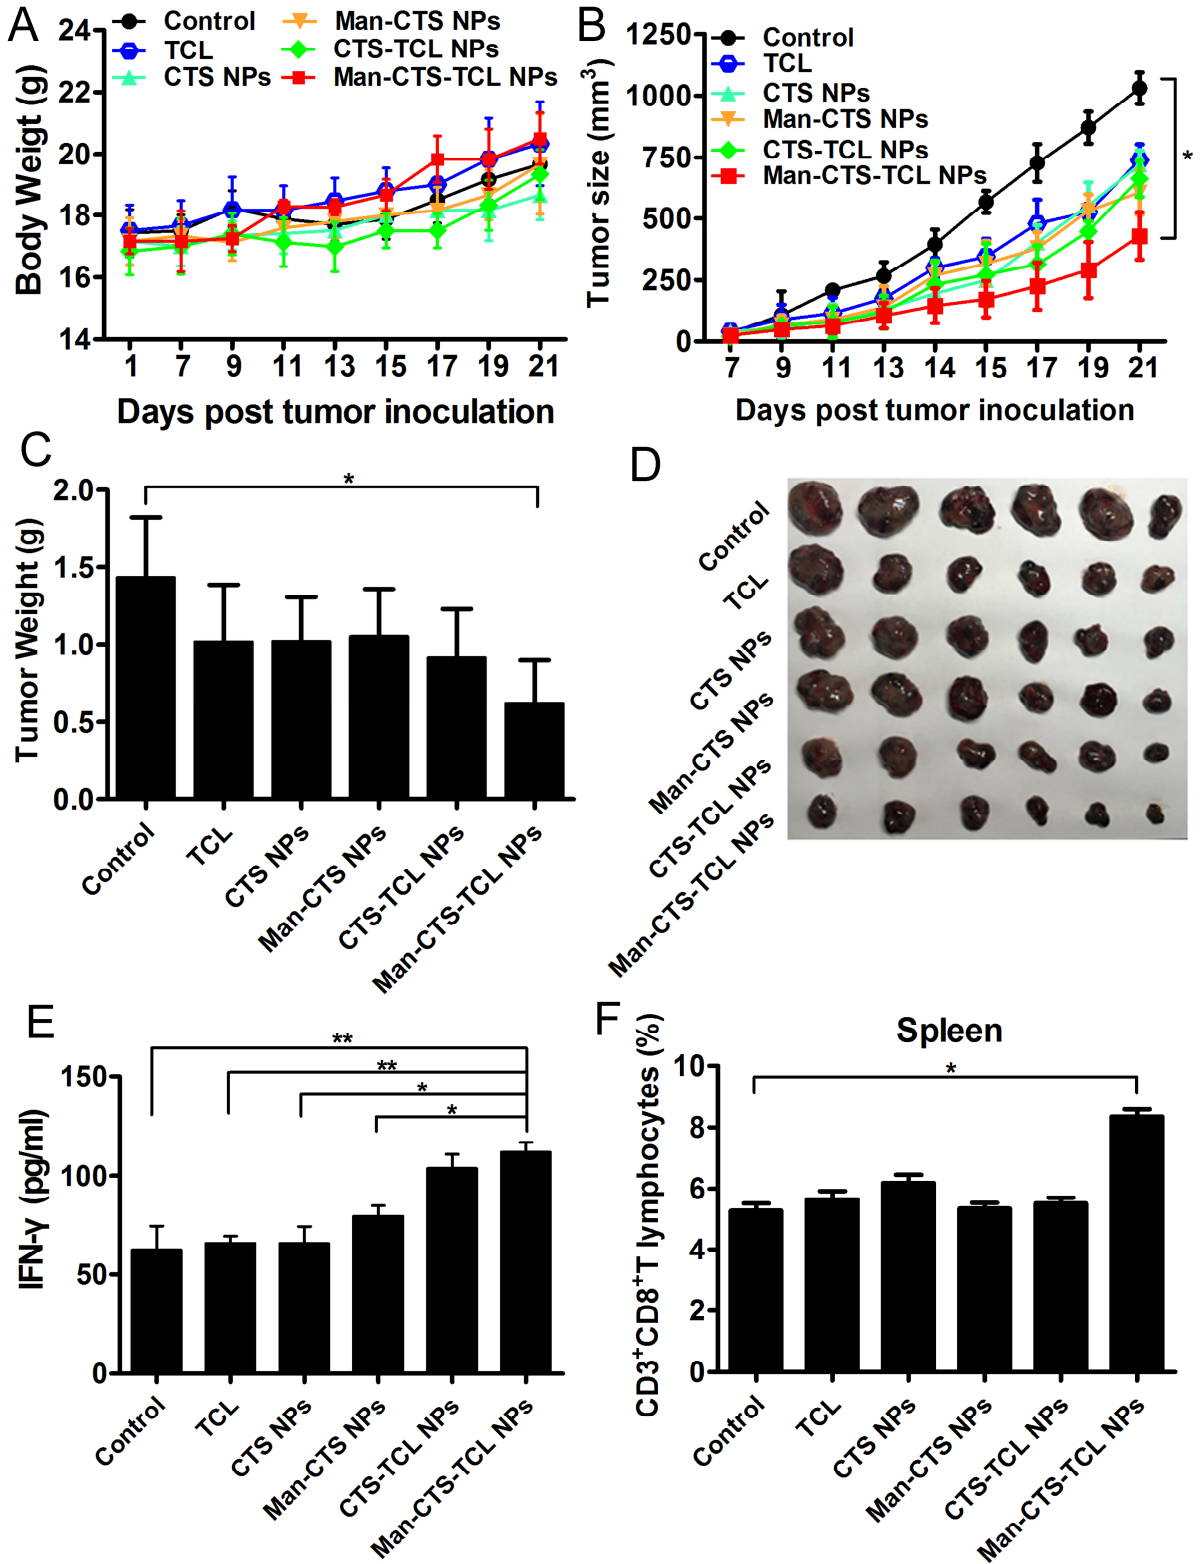 A
24
22
20
18
16
14
Body Weigt (g)
Control
TCL
CTS NPs
Man-CTS NPs
CTS-TCL NPs
Man-CTS-TCL NPs
1 7 9 11 13 15 17 19 21
Days post tumor inoculation
B
1250
1000
750
500
250
0
Tumor size (mm³)
Control
TCL
CTS NPs
Man-CTS NPs
CTS-TCL NPs
Man-CTS-TCL NPs
*
7 9 11 13 14 15 17 19 21
Days post tumor inoculation
C
2.0
1.5
1.0
0.5
0.0
Tumor Weight (g)
*
Control
TCL
CTS NPs
Man-CTS NPs
CTS-TCL NPs
Man-CTS-TCL NPs
D
Control
TCL
CTS NPs
Man-CTS NPs
CTS-TCL NPs
Man-CTS-TCL NPs
E
150
100
50
0
IFN-γ (pg/ml)
**
**
*
*
Control
TCL
CTS NPs
Man-CTS NPs
CTS-TCL NPs
Man-CTS-TCL NPs
F
Spleen
10
8
6
4
2
0
CD3⁺CD8⁺T lymphocytes (%)
*
Control
TCL
CTS NPs
Man-CTS NPs
CTS-TCL NPs
Man-CTS-TCL NPs